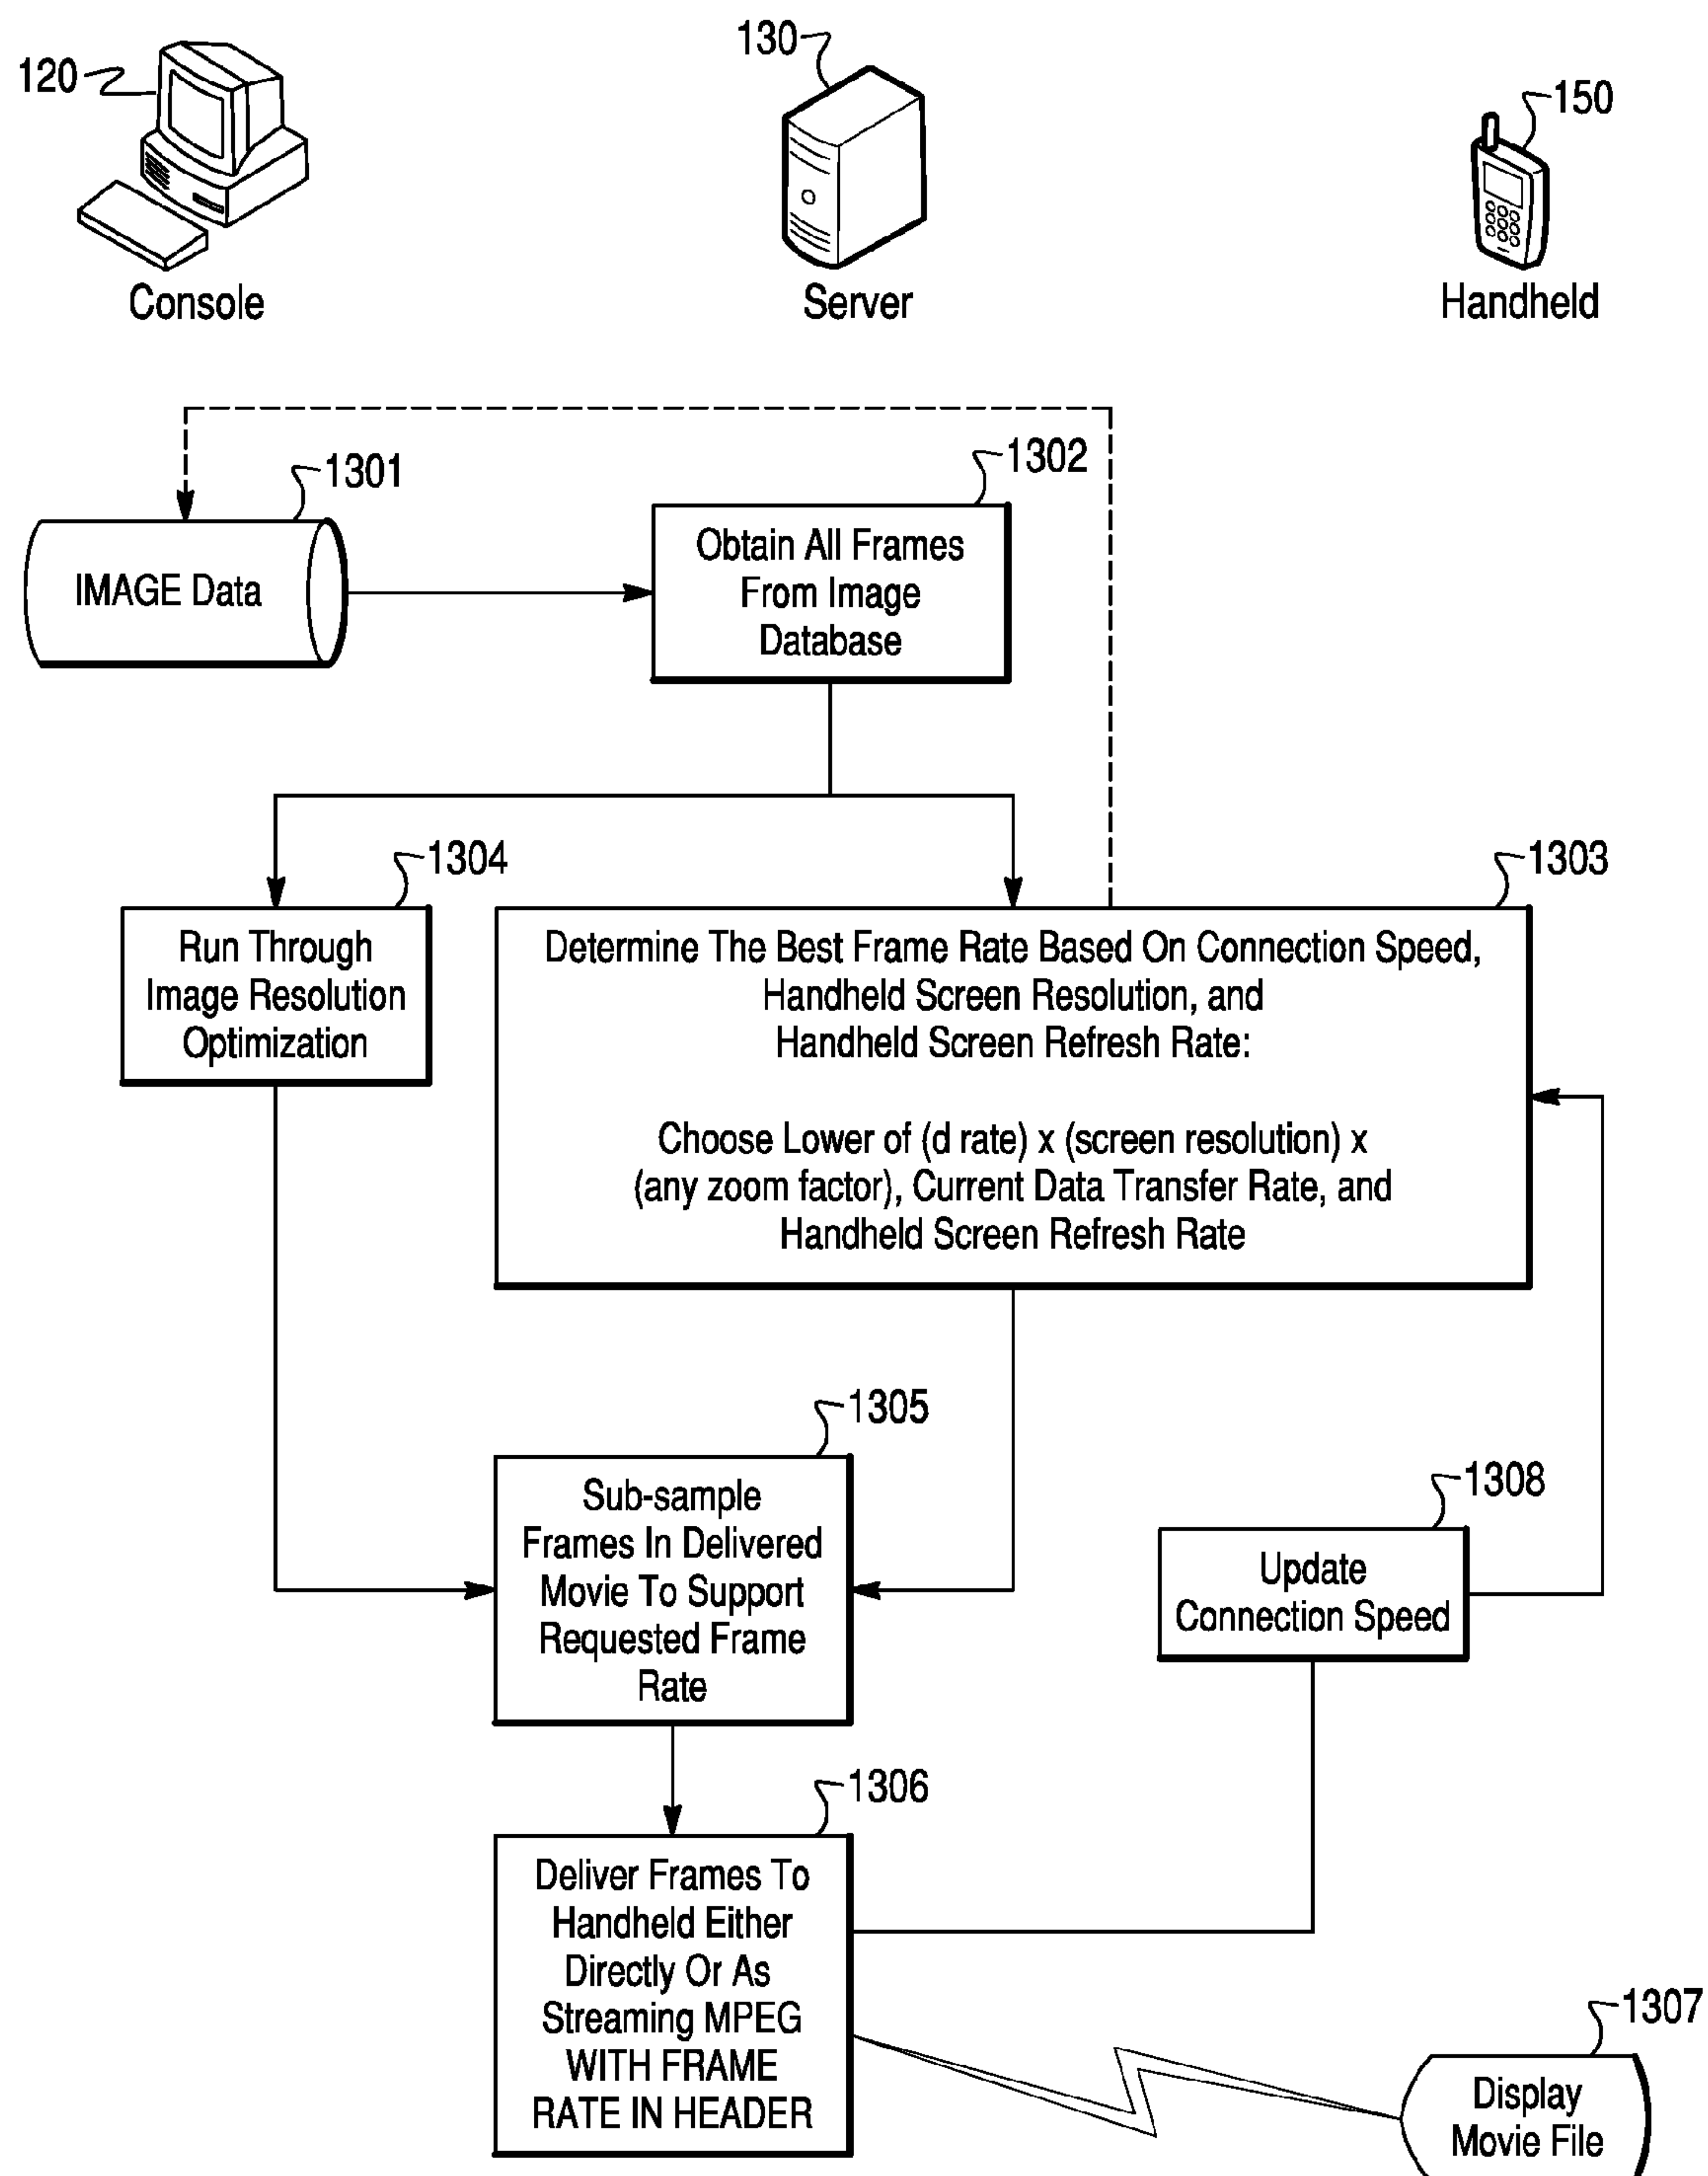 120
130
150
Console
Server
Handheld
1301
1302
IMAGE Data
Obtain All Frames
From Image
Database
1304
1303
Run Through
Image Resolution
Optimization
Determine The Best Frame Rate Based On Connection Speed,
Handheld Screen Resolution, and
Handheld Screen Refresh Rate:
Choose Lower of (d rate) x (screen resolution) x
(any zoom factor), Current Data Transfer Rate, and
Handheld Screen Refresh Rate
1305
Sub-sample
Frames In Delivered
Movie To Support
Requested Frame
Rate
1308
Update
Connection Speed
1306
Deliver Frames To
Handheld Either
Directly Or As
Streaming MPEG
WITH FRAME
RATE IN HEADER
1307
Display
Movie File